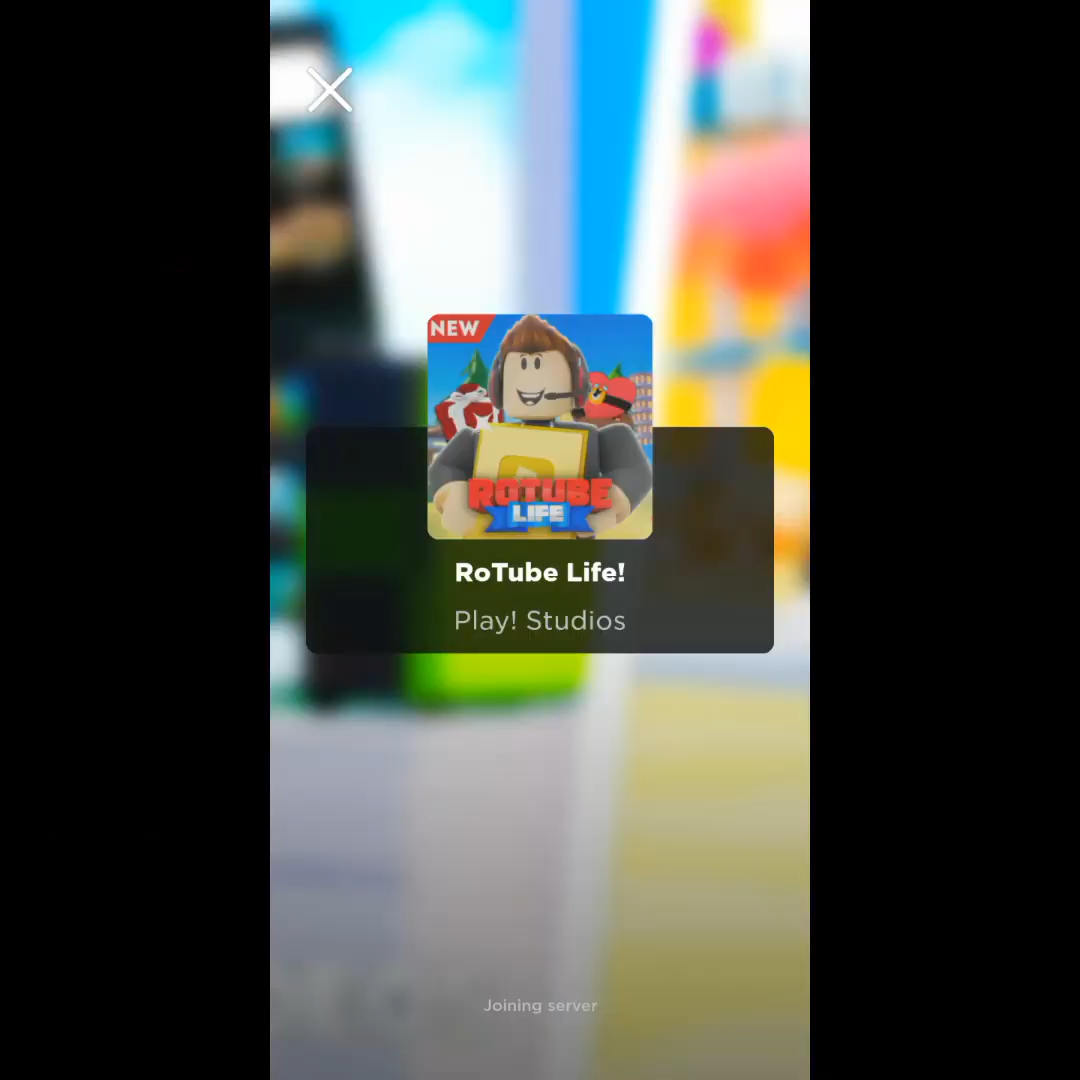 NEW
ROTUBE
LIFE
RoTube Life!
Play! Studios
Joining server